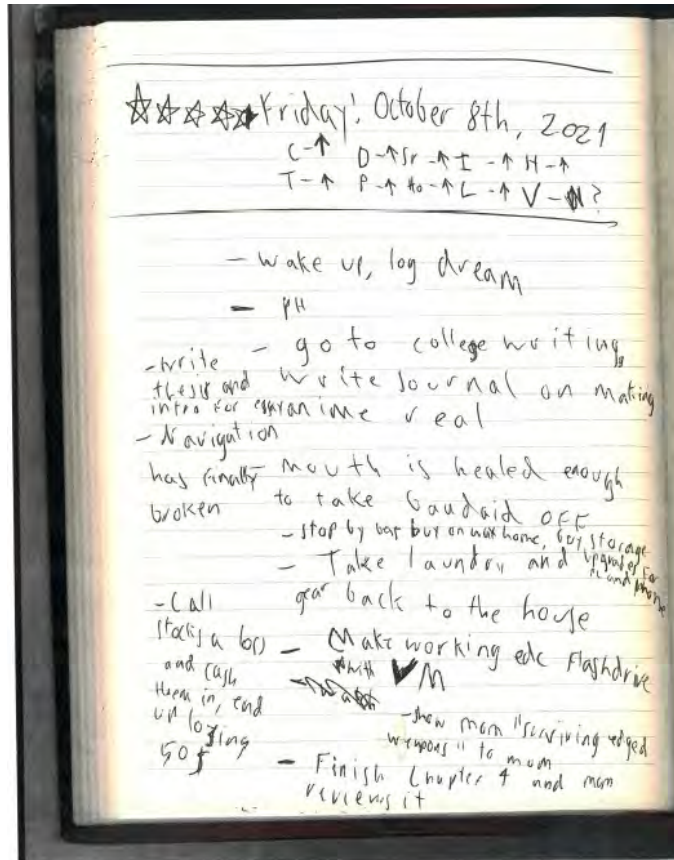 Friday! October 8th, 2021
C-↑ D-↑ Sr-↑ I-↑ H-↑
T-↑ P-↑ Ho-↑ L-↑ V- ?
- wake up, log dream
- PH
- go to college writing,
write journal on making
anime real
- write
thesis and
intro for essay
- Navigation
has finally
broken
mouth is healed enough
to take bandaid off
- stop by bar buy on way home, buy storage
upgrades for
PC and phone
- Take laundry and
gear back to the house
- Call
stocks a
and cash
them in, end
up losing
50$
- Make working edc flashdrive
with
VM
- show mom "surviving edged
weapons" to mom
- Finish Chapter 4 and mom
reviews it